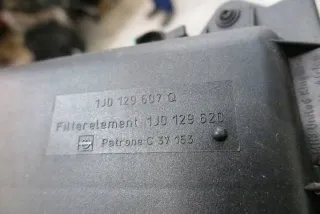 1J0 129 607 Q
Filterelement 1J0 129 620
Patrone C 37 153